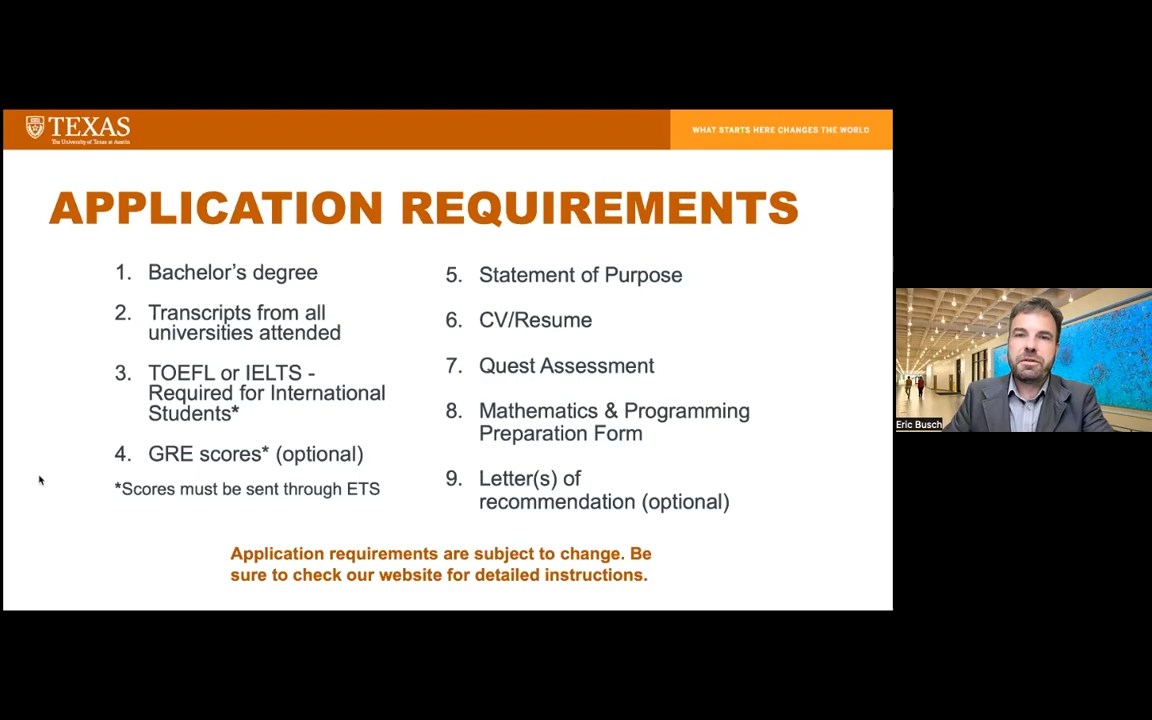 TEXAS
The University of Texas at Austin
WHAT STARTS HERE CHANGES THE WORLD
APPLICATION REQUIREMENTS
1. Bachelor’s degree
2. Transcripts from all
universities attended
3. TOEFL or IELTS -
Required for International
Students*
4. GRE scores* (optional)
*Scores must be sent through ETS
5. Statement of Purpose
6. CV/Resume
7. Quest Assessment
8. Mathematics & Programming
Preparation Form
9. Letter(s) of
recommendation (optional)
Application requirements are subject to change. Be
sure to check our website for detailed instructions.
Eric Busch